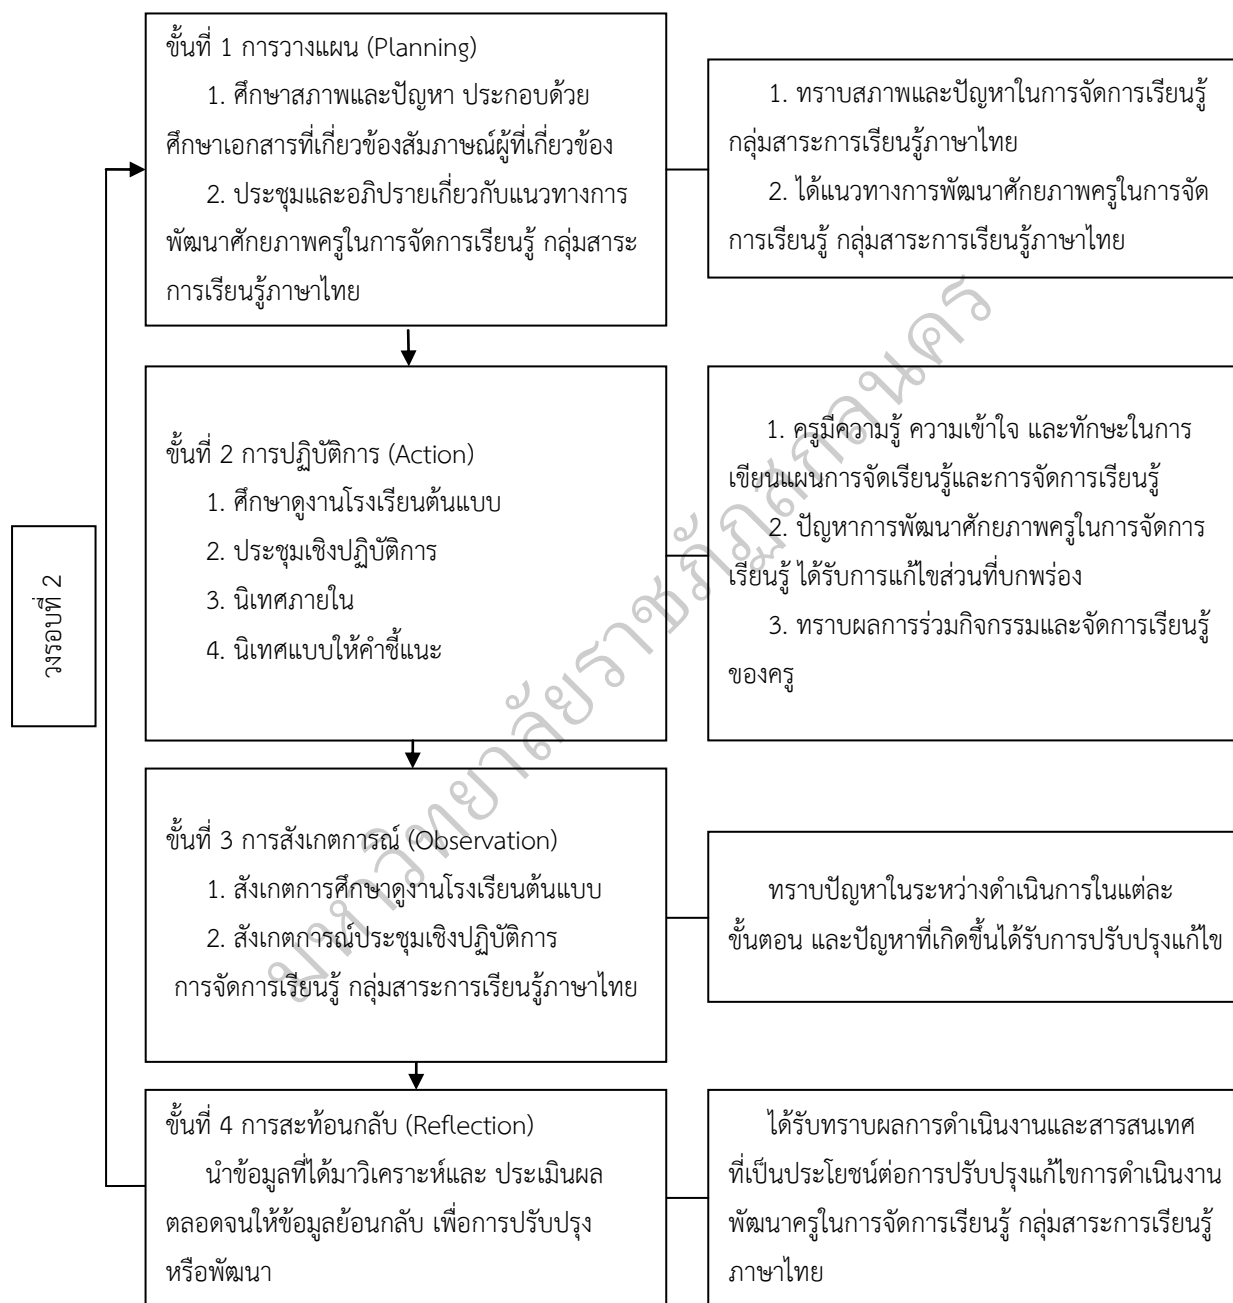 ขั้นที่ 1 การวางแผน (Planning)
1. ศึกษาสภาพและปัญหา ประกอบด้วย
ศึกษาเอกสารที่เกี่ยวข้องสัมภาษณ์ผู้ที่เกี่ยวข้อง
2. ประชุมและอภิปรายเกี่ยวกับแนวทางการ
พัฒนาศักยภาพครูในการจัดการเรียนรู้ กลุ่มสาระ
การเรียนรู้ภาษาไทย
1. ทราบสภาพและปัญหาในการจัดการเรียนรู้
กลุ่มสาระการเรียนรู้ภาษาไทย
2. ได้แนวทางการพัฒนาศักยภาพครูในการจัด
การเรียนรู้ กลุ่มสาระการเรียนรู้ภาษาไทย
วงรอบที่ 2
ขั้นที่ 2 การปฏิบัติการ (Action)
1. ศึกษาดูงานโรงเรียนต้นแบบ
2. ประชุมเชิงปฏิบัติการ
3. นิเทศภายใน
4. นิเทศแบบให้คำชี้แนะ
1. ครูมีความรู้ ความเข้าใจ และทักษะในการ
เขียนแผนการจัดเรียนรู้และการจัดการเรียนรู้
2. ปัญหาการพัฒนาศักยภาพครูในการจัดการ
เรียนรู้ ได้รับการแก้ไขส่วนที่บกพร่อง
3. ทราบผลการร่วมกิจกรรมและจัดการเรียนรู้
ของครู
ขั้นที่ 3 การสังเกตการณ์ (Observation)
1. สังเกตการศึกษาดูงานโรงเรียนต้นแบบ
2. สังเกตการณ์ประชุมเชิงปฏิบัติการ
การจัดการเรียนรู้ กลุ่มสาระการเรียนรู้ภาษาไทย
ทราบปัญหาในระหว่างดำเนินการในแต่ละ
ขั้นตอน และปัญหาที่เกิดขึ้นได้รับการปรับปรุงแก้ไข
ขั้นที่ 4 การสะท้อนกลับ (Reflection)
นำข้อมูลที่ได้มาวิเคราะห์และ ประเมินผล
ตลอดจนให้ข้อมูลย้อนกลับ เพื่อการปรับปรุง
หรือพัฒนา
ได้รับทราบผลการดำเนินงานและสารสนเทศ
ที่เป็นประโยชน์ต่อการปรับปรุงแก้ไขการดำเนินงาน
พัฒนาครูในการจัดการเรียนรู้ กลุ่มสาระการเรียนรู้
ภาษาไทย
มหาวิทยาลัยราชภัฏสกลนคร